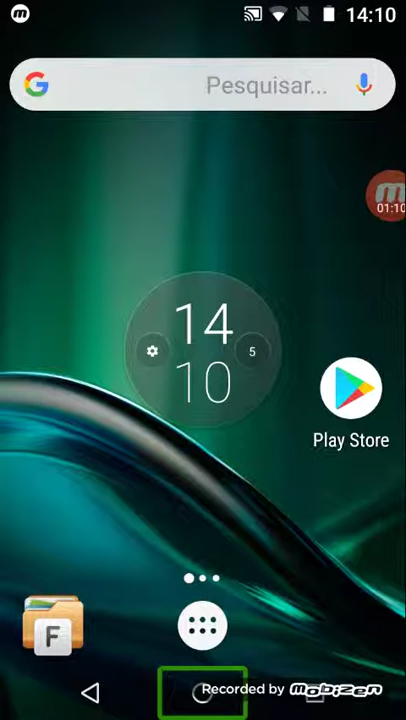 14:10
Pesquisar...
01:10
14
10
5
Play Store
F
Recorded by mobizen